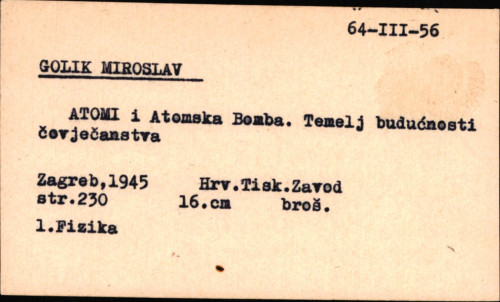 64-III-56
GOLIK MIROSLAV
ATOMI i Atomska Bomba. Temelj budućnosti
čovječanstva
Zagreb,1945 Hrv.Tisk.Zavod
str.230 16.cm broš.
1.Fizika